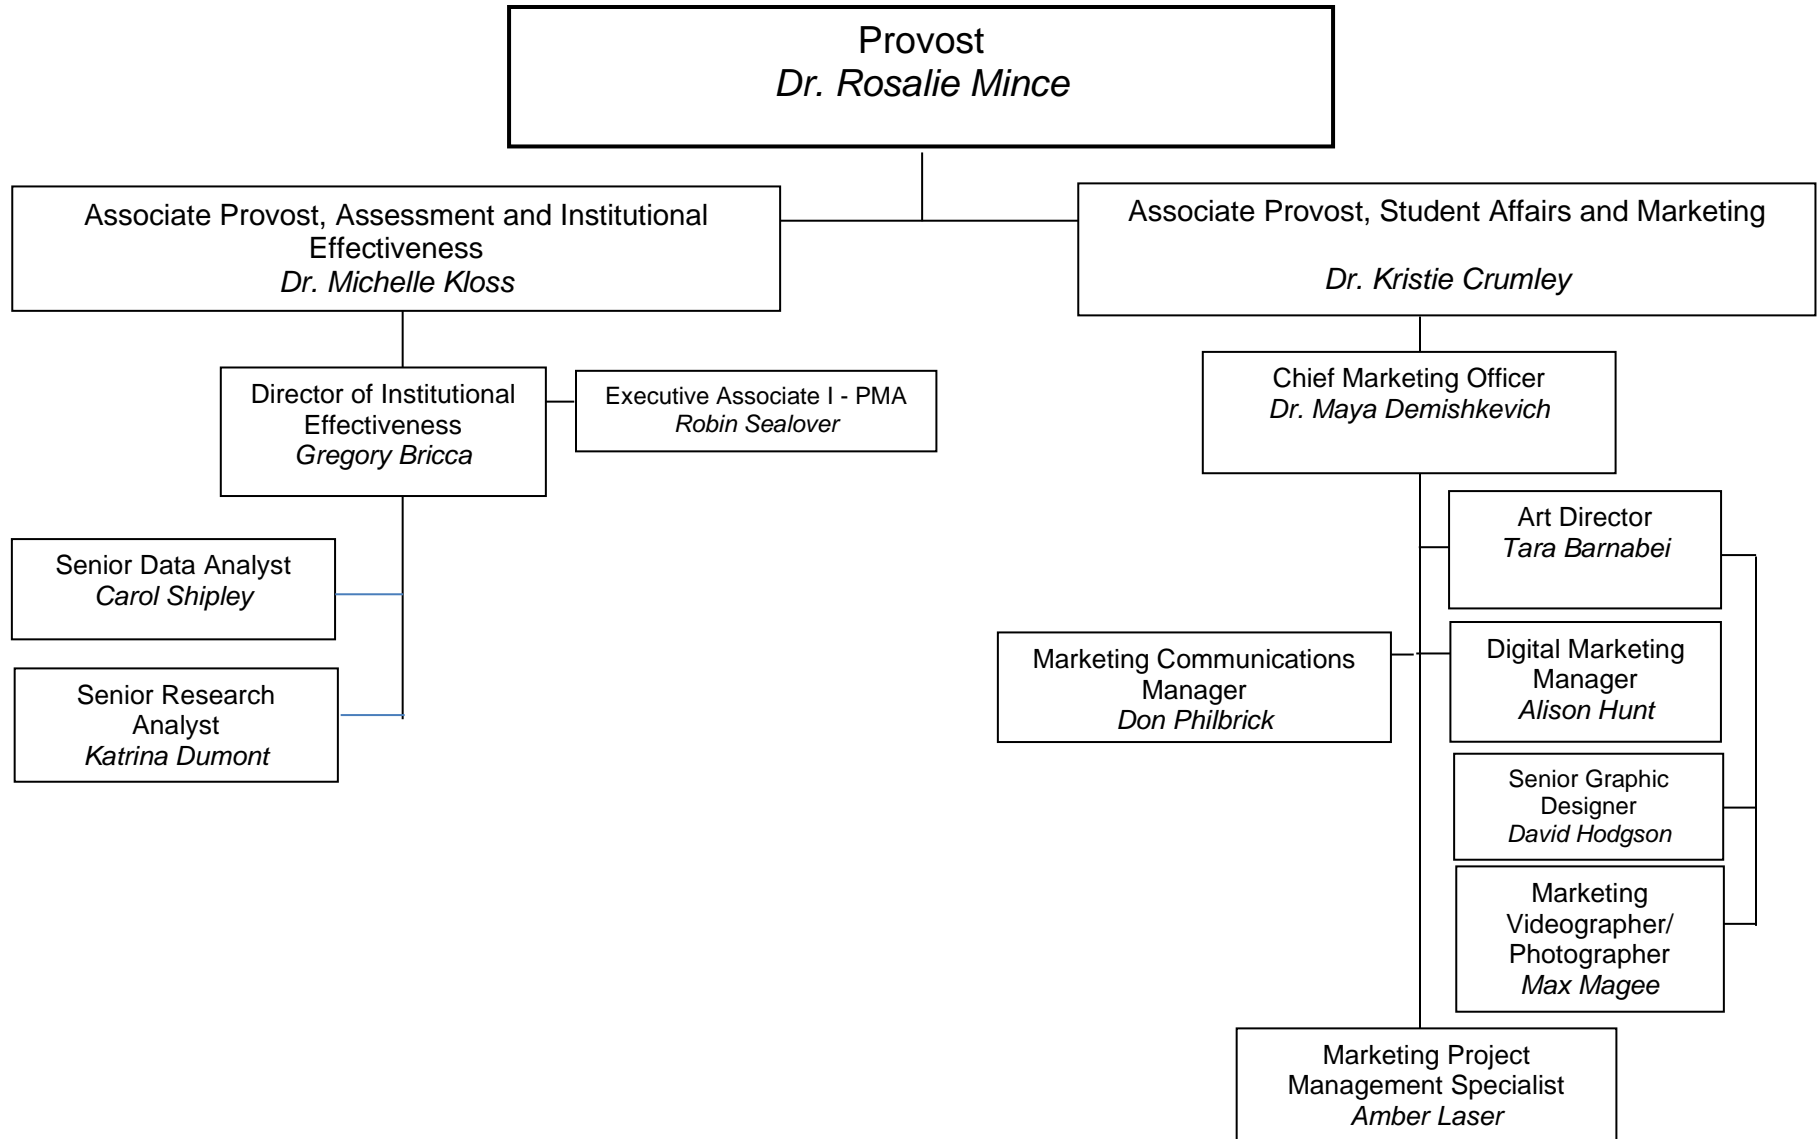 Provost
Dr. Rosalie Mince
Associate Provost, Assessment and Institutional
Effectiveness
Dr. Michelle Kloss
Associate Provost, Student Affairs and Marketing
Dr. Kristie Crumley
Director of Institutional
Effectiveness
Gregory Bricca
Executive Associate I - PMA
Robin Sealover
Chief Marketing Officer
Dr. Maya Demishkevich
Senior Data Analyst
Carol Shipley
Senior Research
Analyst
Katrina Dumont
Art Director
Tara Barnabei
Marketing Communications
Manager
Don Philbrick
Digital Marketing
Manager
Alison Hunt
Senior Graphic
Designer
David Hodgson
Marketing
Videographer/
Photographer
Max Magee
Marketing Project
Management Specialist
Amber Laser